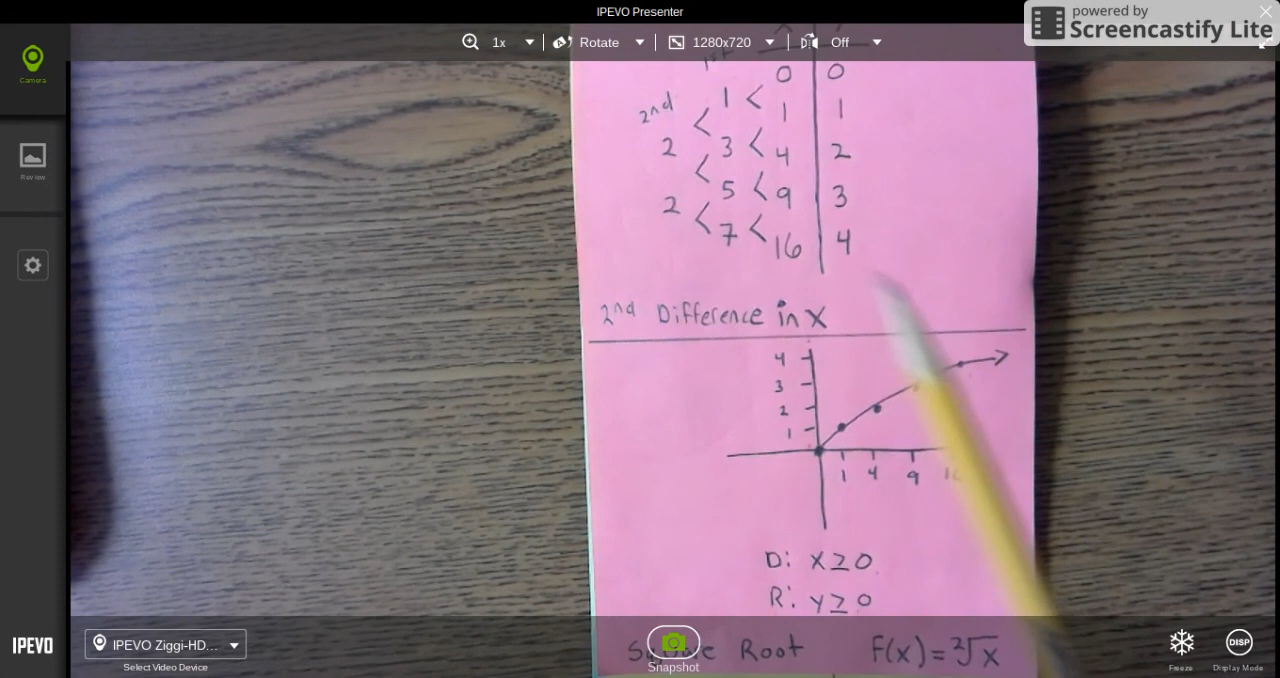 IPEVO Presenter
powered by
Screencastify Lite
1x Rotate 1280x720 Off
Camera
Review
0 0
2nd 1 < 1 1
<
2 3 < 4 2
<
2 5 < 9 3
<
7 < 16 4
2nd Difference in X
4
3
2
1
1 4 9
D: X ≥ 0
R: y ≥ 0
Square Root F(x) = ²√x
IPEVO
IPEVO Ziggi-HD...
Select Video Device
Snapshot
Freeze
DISP
Display Mode